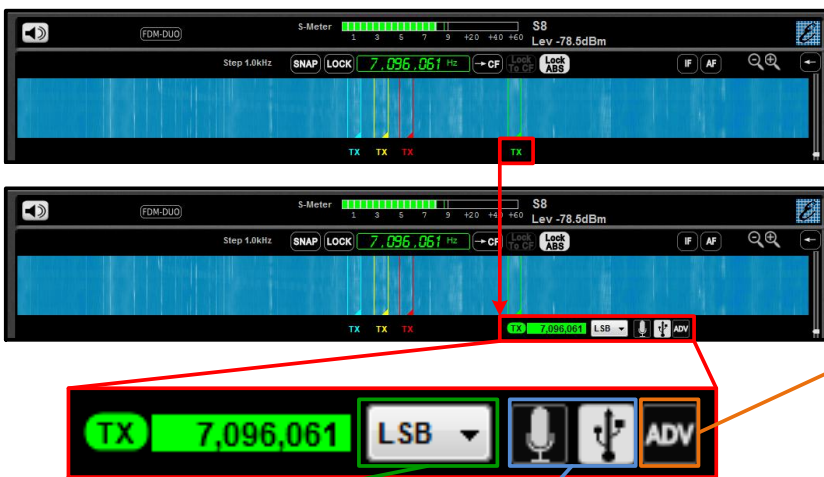 S-Meter S8
FDM-DUO 1 3 5 7 9 +20 +40 +60 Lev -78.5dBm
Step 1.0kHz SNAP LOCK 7,096,061 Hz →CF Lock To CF Lock ABS IF AF
TX TX TX TX
S-Meter S8
FDM-DUO 1 3 5 7 9 +20 +40 +60 Lev -78.5dBm
Step 1.0kHz SNAP LOCK 7,096,061 Hz →CF Lock To CF Lock ABS IF AF
TX TX TX TX 7,096,061 LSB ADV
TX 7,096,061 LSB ADV